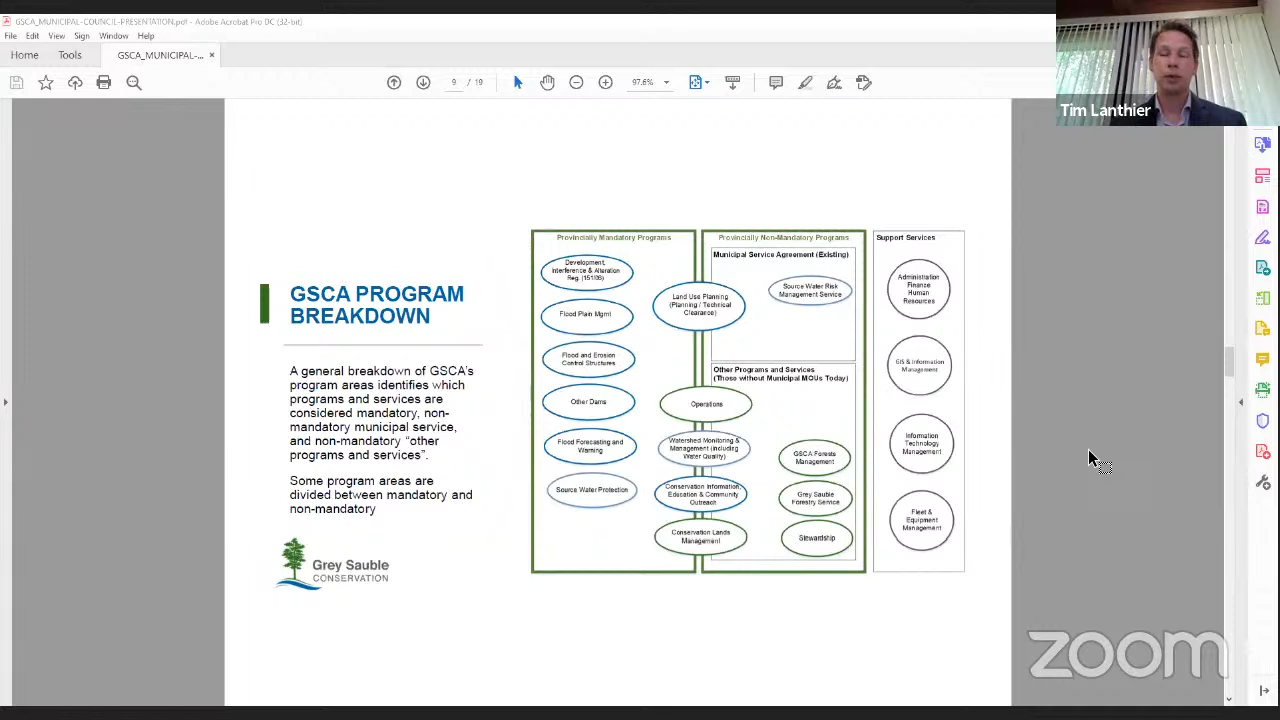 GSCA_MUNICIPAL-COUNCIL-PRESENTATION.pdf - Adobe Acrobat Pro DC (32-bit)
File Edit View Sign Window Help
Home Tools GSCA_MUNICIPAL-... ×
9 / 19 97.6%
Tim Lanthier
GSCA PROGRAM
BREAKDOWN
A general breakdown of GSCA's
program areas identifies which
programs and services are
considered mandatory, non-
mandatory municipal service,
and non-mandatory "other
programs and services".
Some program areas are
divided between mandatory and
non-mandatory
Grey Sauble
CONSERVATION
Provincially Mandatory Programs
Development,
Interference & Alteration
Reg. (151/06)
Flood Plain Mgmt
Flood and Erosion
Control Structures
Other Dams
Flood Forecasting and
Warning
Source Water Protection
Land Use Planning
(Planning / Technical
Clearance)
Operations
Watershed Monitoring &
Management (including
Water Quality)
Conservation Information,
Education & Community
Outreach
Conservation Lands
Management
Provincially Non-Mandatory Programs
Municipal Service Agreement (Existing)
Source Water Risk
Management Service
Other Programs and Services
(Those without Municipal MOUs Today)
GSCA Forests
Management
Grey Sauble
Forestry Service
Stewardship
Support Services
Administration
Finance
Human
Resources
GIS & Information
Management
Information
Technology
Management
Fleet &
Equipment
Management
zoom